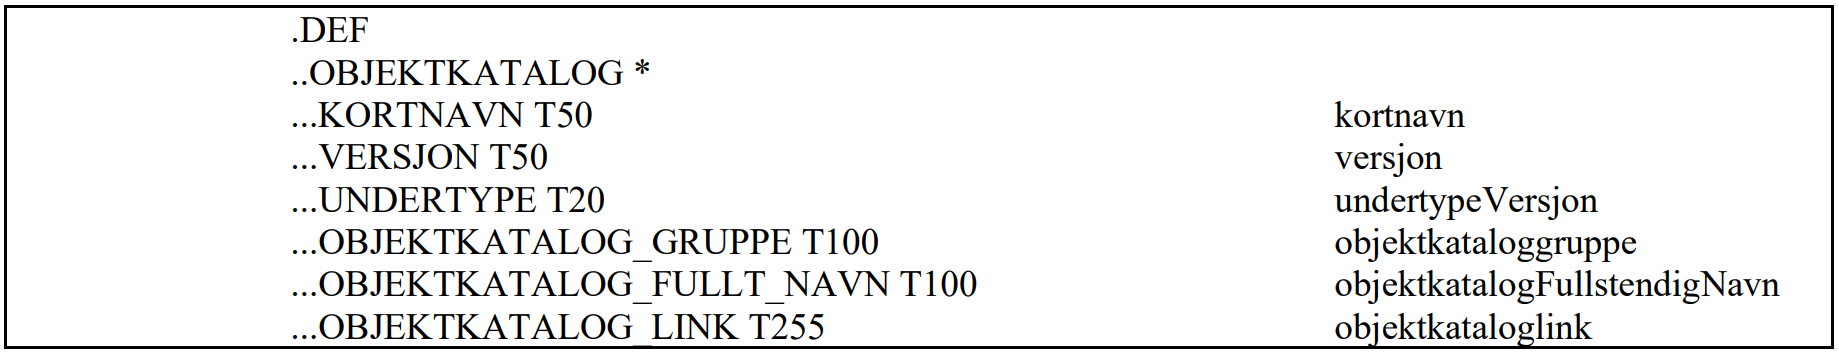 .DEF
..OBJEKTKATALOG *
...KORTNAVN T50 kortnavn
...VERSJON T50 versjon
...UNDERTYPE T20 undertypeVersjon
...OBJEKTKATALOG_GRUPPE T100 objektkataloggruppe
...OBJEKTKATALOG_FULLT_NAVN T100 objektkatalogFullstendigNavn
...OBJEKTKATALOG_LINK T255 objektkataloglink